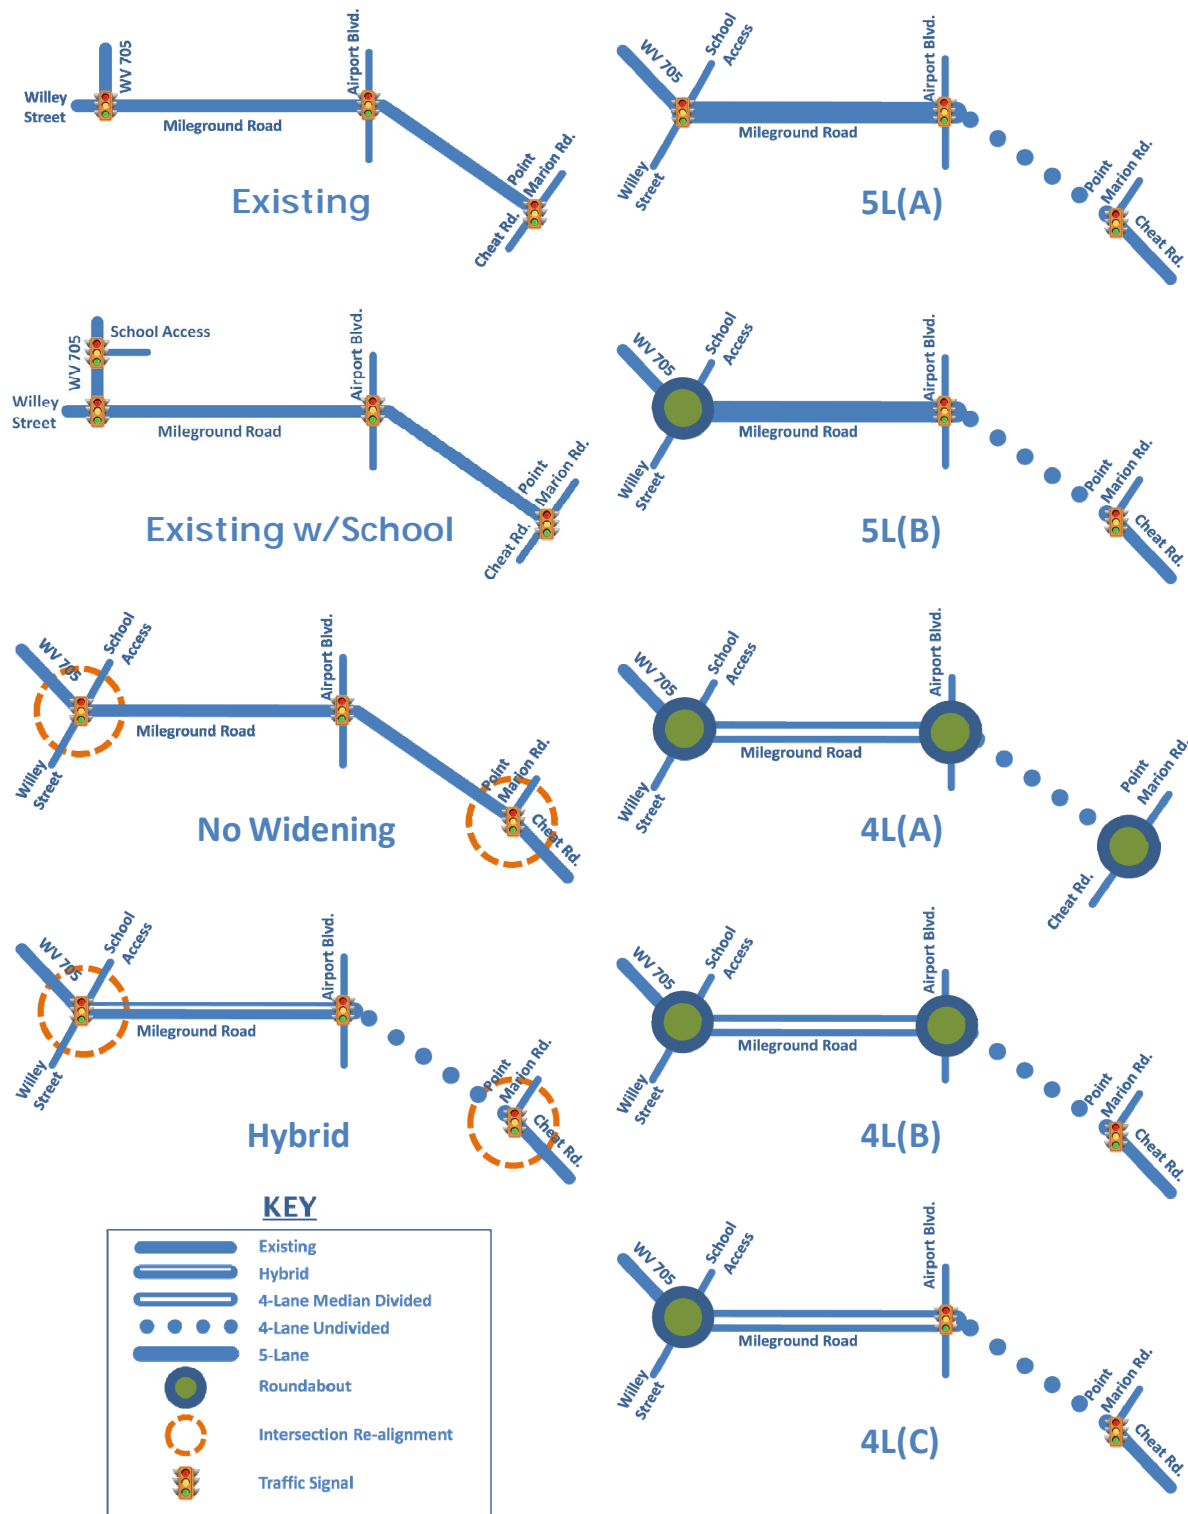 WV 705
Willey
Street
Mileground Road
Airport Blvd.
Point
Marion Rd.
Cheat Rd.
Existing
WV 705
School
Access
Airport Blvd.
Mileground Road
Willey
Street
Point
Marion Rd.
Cheat Rd.
5L(A)
School Access
WV 705
Willey
Street
Mileground Road
Airport Blvd.
Point
Marion Rd.
Cheat Rd.
Existing w/School
WV 705
School
Access
Airport Blvd.
Mileground Road
Willey
Street
Point
Marion Rd.
Cheat Rd.
5L(B)
WV 705
School
Access
Airport Blvd.
Mileground Road
Willey
Street
Point
Marion Rd.
Cheat Rd.
No Widening
WV 705
School
Access
Airport Blvd.
Mileground Road
Willey
Street
Point
Marion Rd.
Cheat Rd.
4L(A)
WV 705
School
Access
Airport Blvd.
Mileground Road
Willey
Street
Point
Marion Rd.
Cheat Rd.
Hybrid
WV 705
School
Access
Airport Blvd.
Mileground Road
Willey
Street
Point
Marion Rd.
Cheat Rd.
4L(B)
KEY
Existing
Hybrid
4-Lane Median Divided
4-Lane Undivided
5-Lane
Roundabout
Intersection Re-alignment
Traffic Signal
WV 705
School
Access
Airport Blvd.
Mileground Road
Willey
Street
Point
Marion Rd.
Cheat Rd.
4L(C)